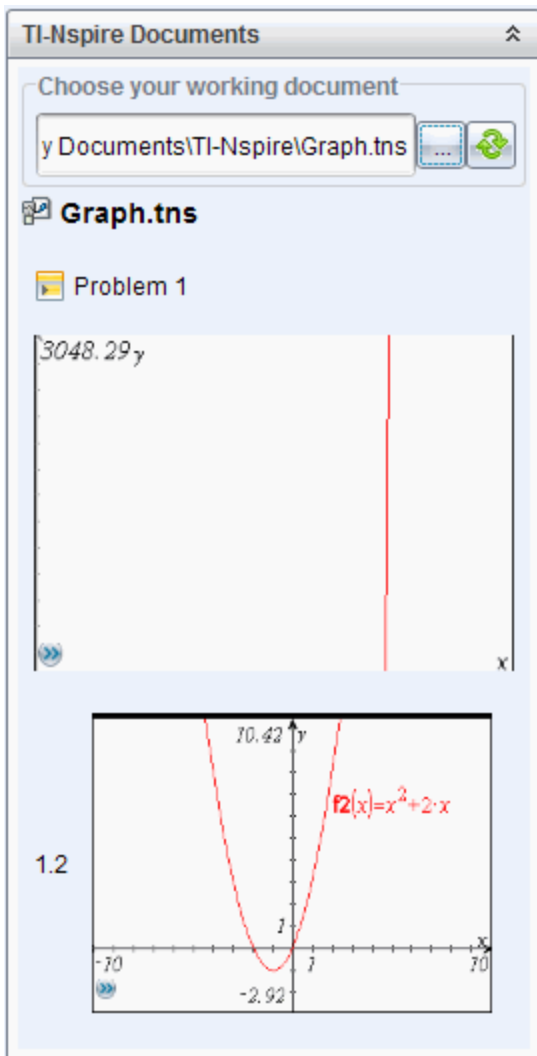 TI-Nspire Documents
Choose your working document
y Documents\TI-Nspire\Graph.tns ...
Graph.tns
Problem 1
3048.29 y
x
10.42 y
f2(x)=x²+2·x
1.2
1
x
-10 1 10
-2.92